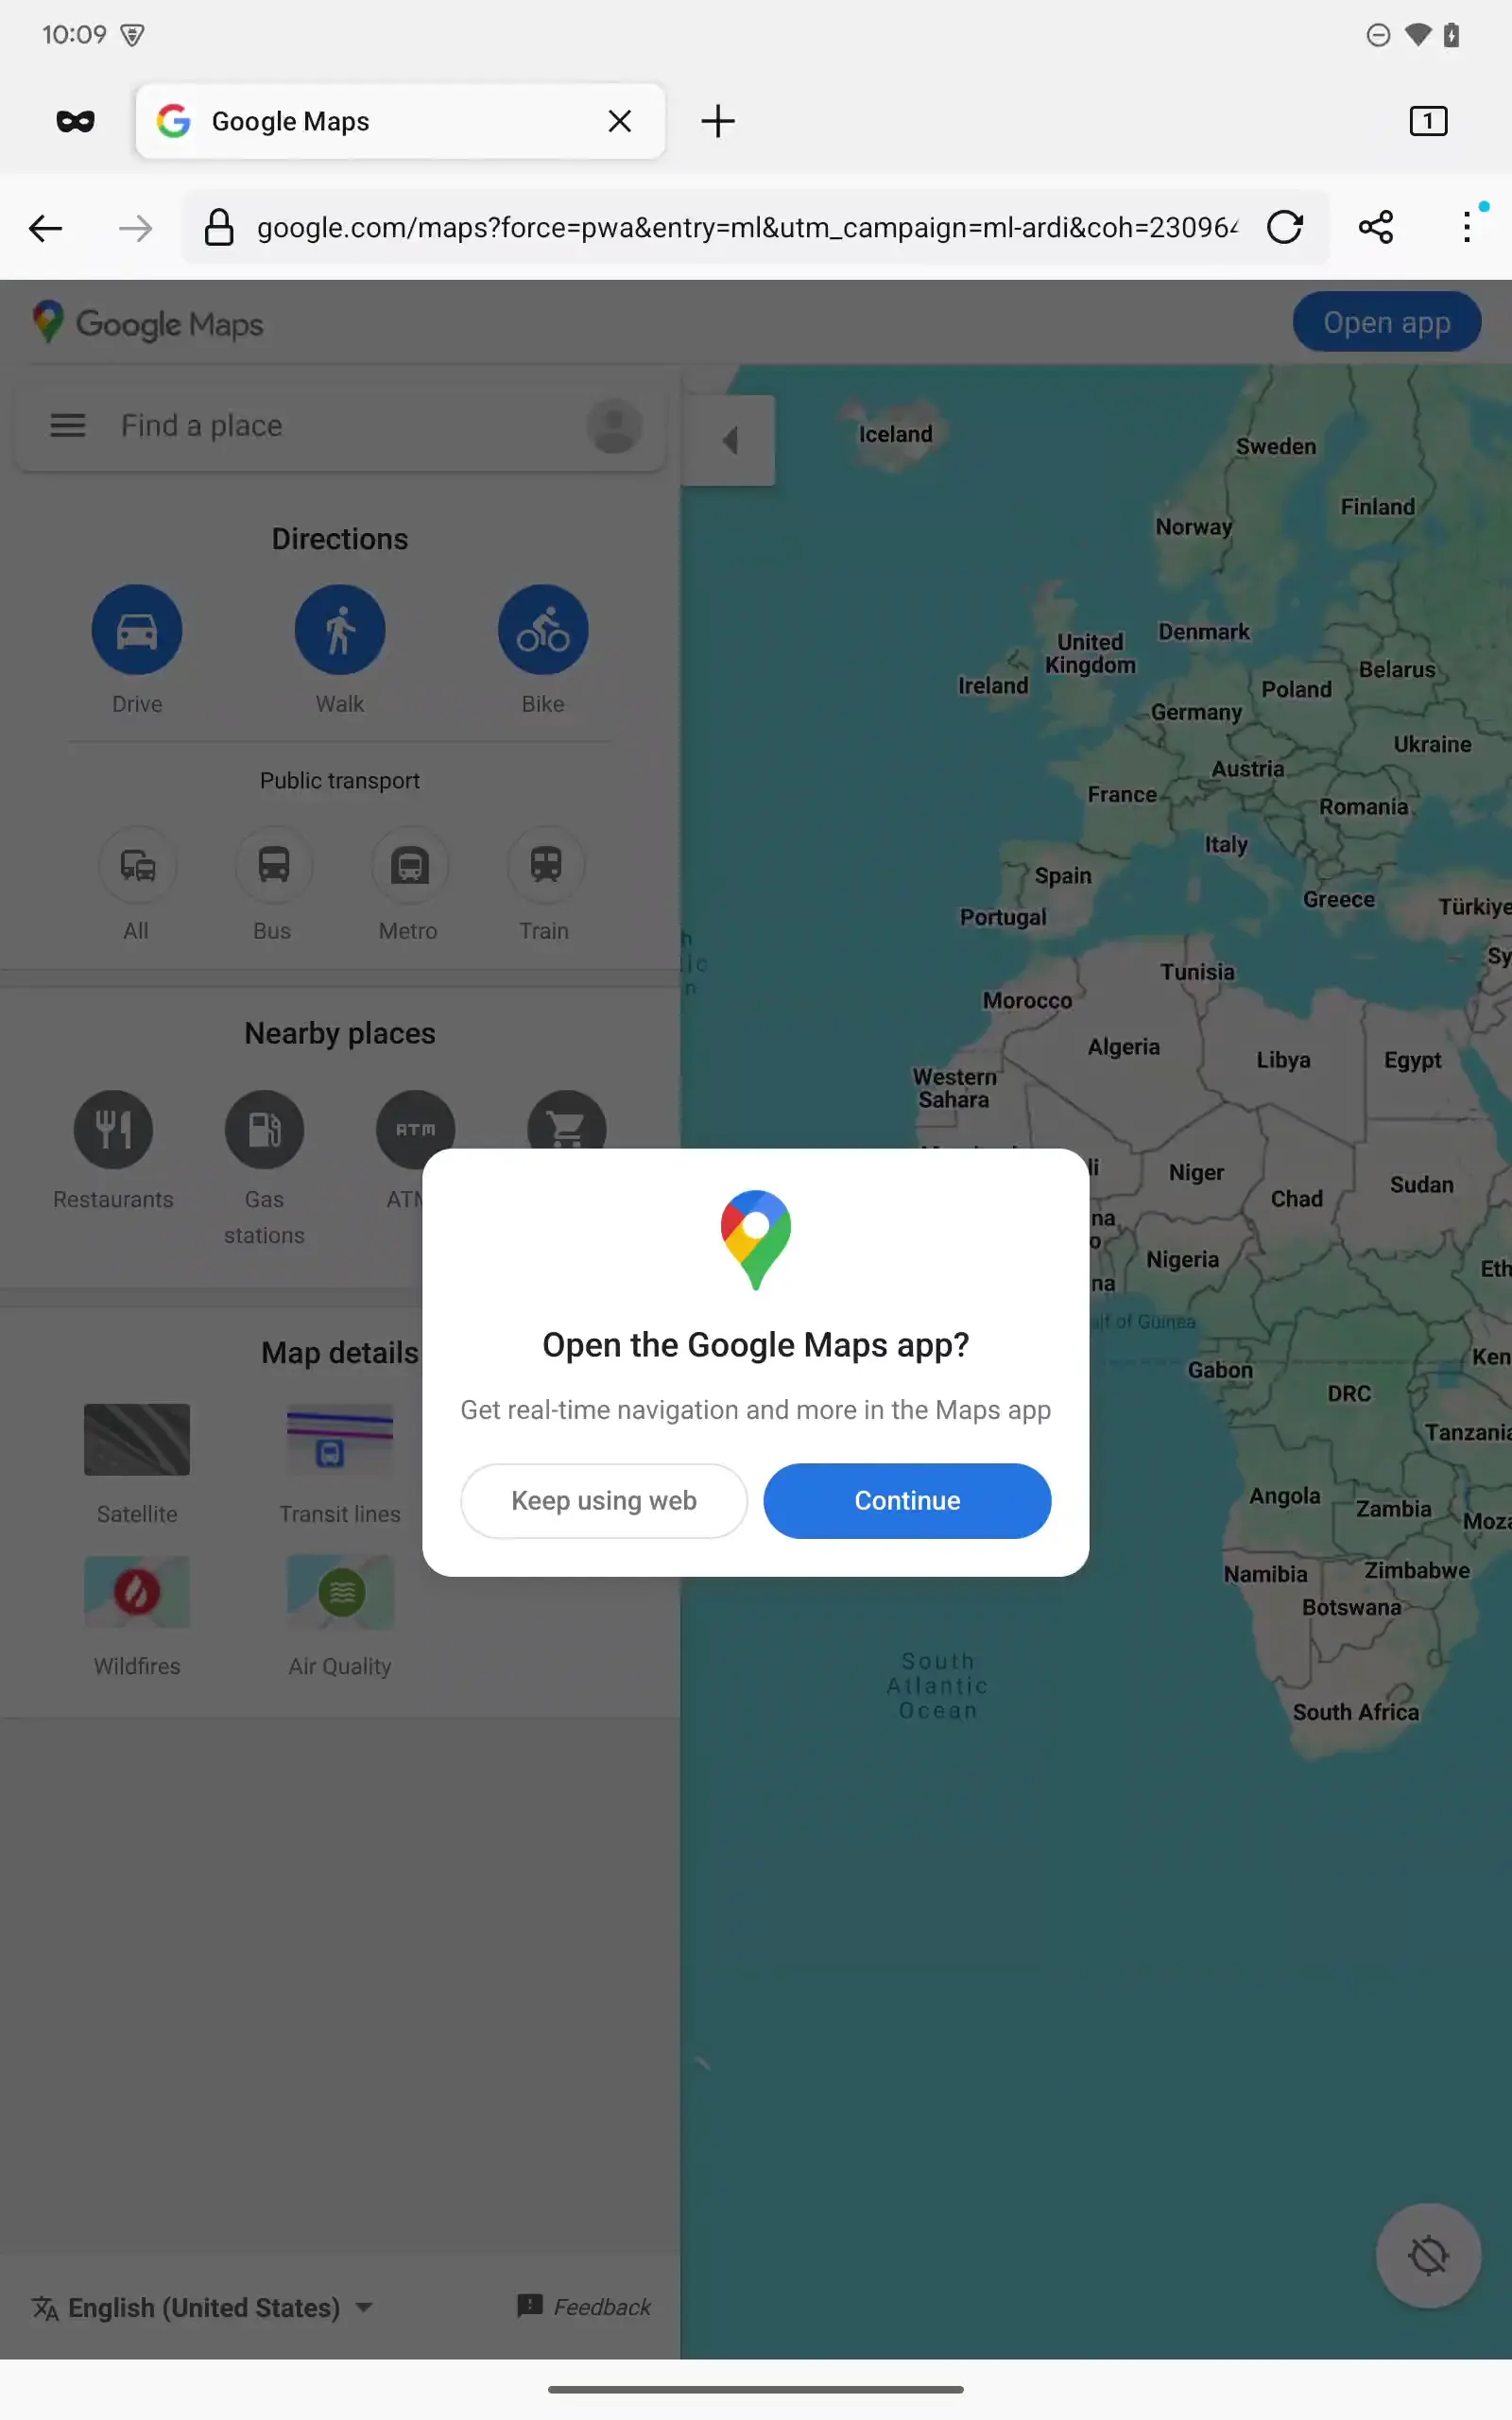 10:09
Google Maps
1
google.com/maps?force=pwa&entry=ml&utm_campaign=ml-ardi&coh=23096
Google Maps
Open app
Find a place
Directions
Drive
Walk
Bike
Public transport
All
Bus
Metro
Train
Nearby places
ATM
Restaurants
Gas
stations
Map details
Satellite
Transit lines
Wildfires
Air Quality
English (United States)
Feedback
Iceland
Sweden
Finland
Norway
Denmark
United
Kingdom
Ireland
Belarus
Poland
Germany
Ukraine
Austria
France
Romania
Italy
Spain
Greece
Türkiye
Portugal
Tunisia
Morocco
Algeria
Libya
Egypt
Western
Sahara
Niger
Sudan
Chad
Nigeria
of Guinea
Gabon
DRC
Tanzania
Angola
Zambia
Namibia
Zimbabwe
Botswana
South
Atlantic
Ocean
South Africa
Open the Google Maps app?
Get real-time navigation and more in the Maps app
Keep using web
Continue